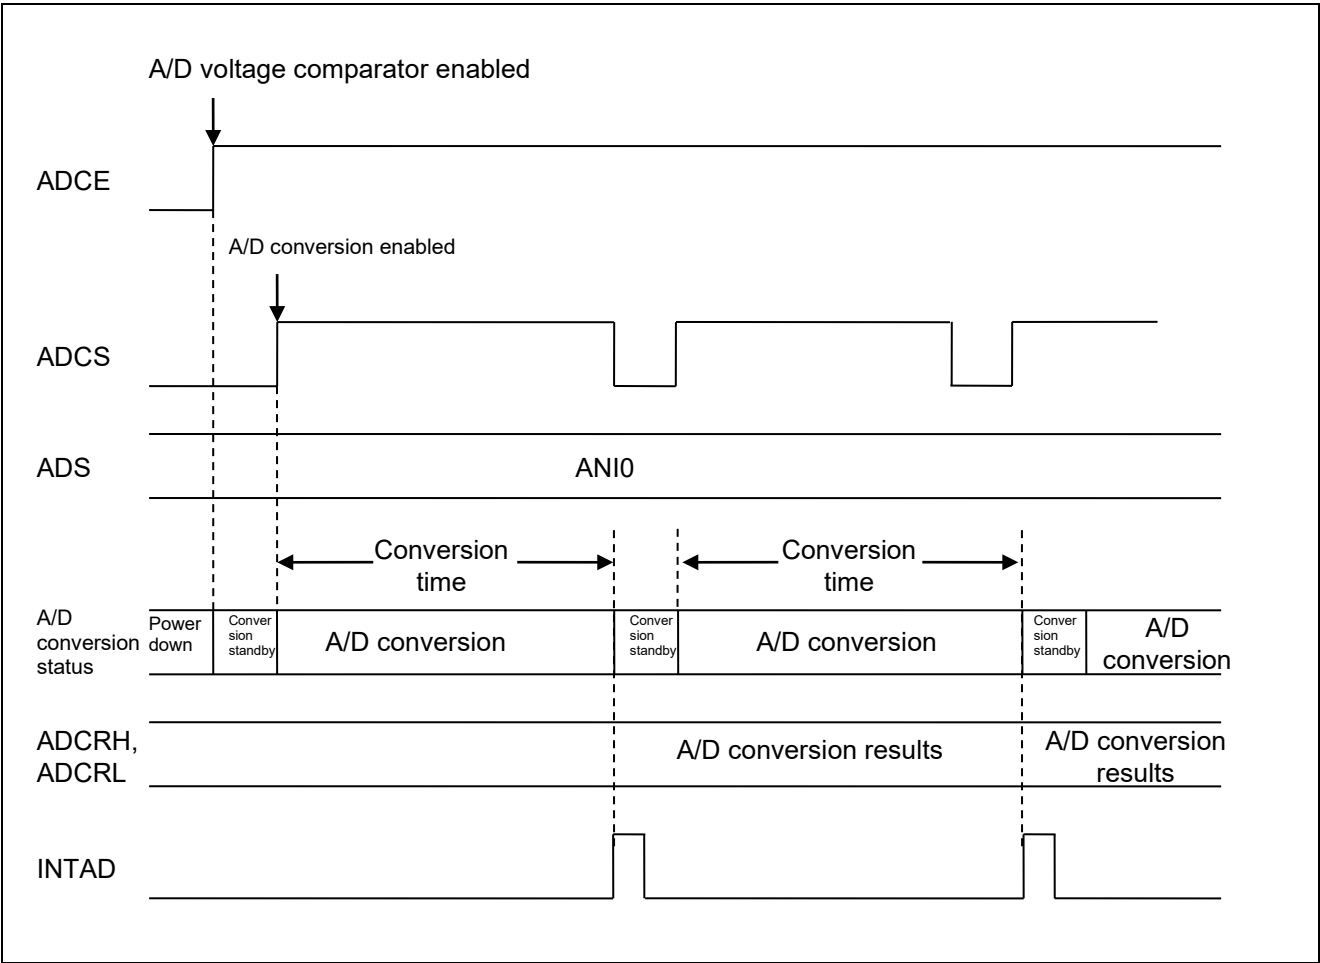 A/D voltage comparator enabled
ADCE
A/D conversion enabled
ADCS
ADS
ANI0
Conversion
time
Conversion
time
A/D
conversion
status
Power
down
Conver
sion
standby
A/D conversion
Conver
sion
standby
A/D conversion
Conver
sion
standby
A/D
conversion
ADCRH,
ADCRL
A/D conversion results
A/D conversion
results
INTAD